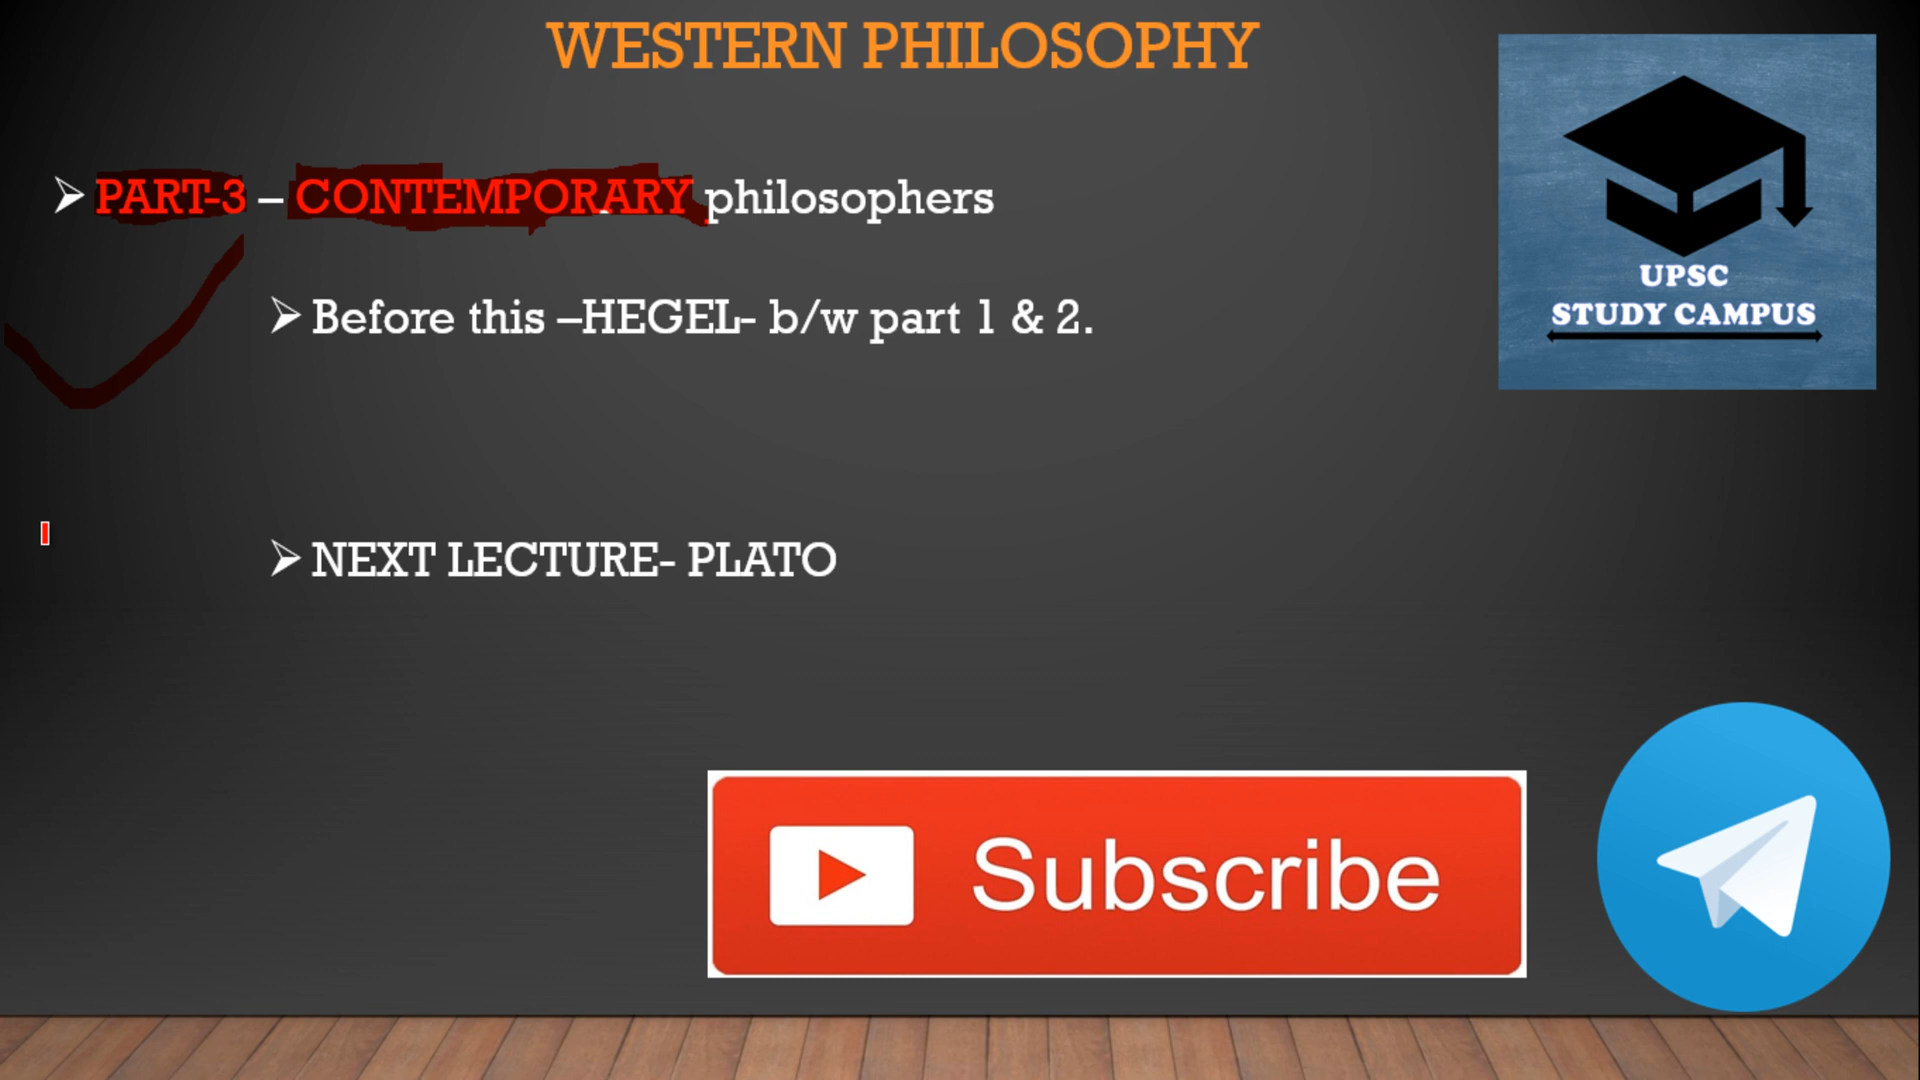 WESTERN PHILOSOPHY
PART-3 – CONTEMPORARY philosophers
Before this –HEGEL- b/w part 1 & 2.
NEXT LECTURE- PLATO
UPSC
STUDY CAMPUS
Subscribe